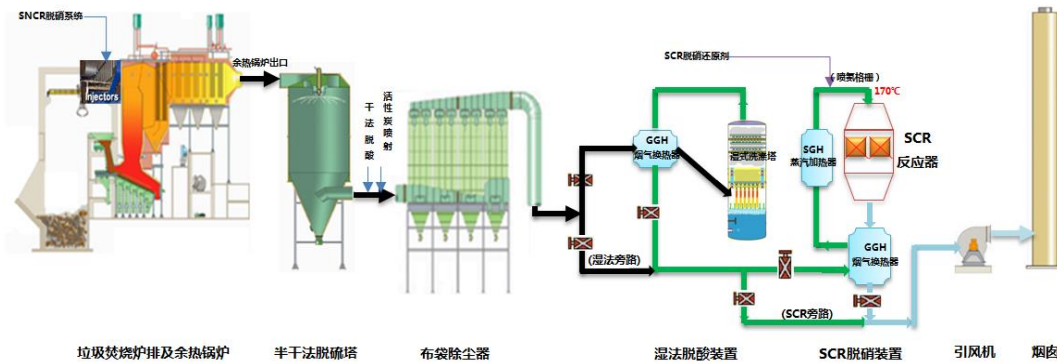 SNCR脱硝系统
Injectors
余热锅炉出口
干法脱酸
活性炭喷射
GGH
烟气换热器
湿式洗涤塔
(湿法旁路)
SCR脱硝还原剂
(喷氨格栅)
170℃
SGH
蒸汽加热器
SCR
反应器
GGH
烟气换热器
(SCR旁路)
垃圾焚烧炉排及余热锅炉
半干法脱硫塔
布袋除尘器
湿法脱酸装置
SCR脱硝装置
引风机
烟囱